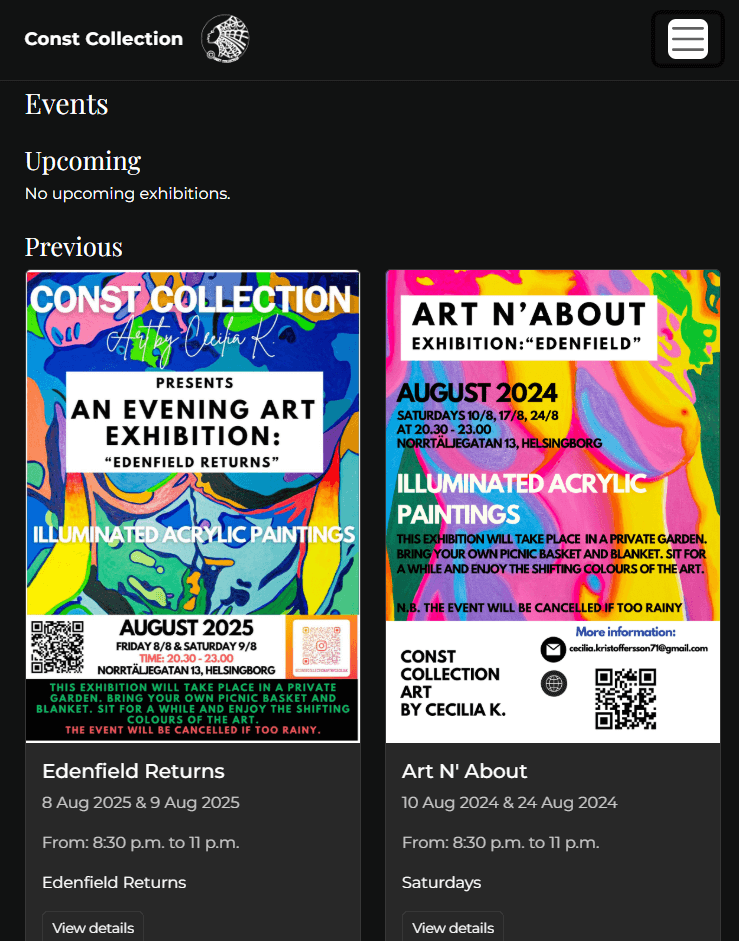 Const Collection
Events
Upcoming
No upcoming exhibitions.
Previous
CONST COLLECTION
Art by Cecilia K.
PRESENTS
AN EVENING ART
EXHIBITION:
“EDENFIELD RETURNS”
ILLUMINATED ACRYLIC PAINTINGS
AUGUST 2025
FRIDAY 8/8 & SATURDAY 9/8
TIME: 20.30 - 23.00
NORRTÄLJEGATAN 13, HELSINGBORG
THIS EXHIBITION WILL TAKE PLACE IN A PRIVATE
GARDEN. BRING YOUR OWN PICNIC BASKET AND
BLANKET. SIT FOR A WHILE AND ENJOY THE SHIFTING
COLOURS OF THE ART.
THE EVENT WILL BE CANCELLED IF TOO RAINY.
Edenfield Returns
8 Aug 2025 & 9 Aug 2025
From: 8:30 p.m. to 11 p.m.
Edenfield Returns
View details
ART N’ABOUT
EXHIBITION:“EDENFIELD”
AUGUST 2024
SATURDAYS 10/8, 17/8, 24/8
AT 20.30 - 23.00
NORRTÄLJEGATAN 13, HELSINGBORG
ILLUMINATED ACRYLIC
PAINTINGS
THIS EXHIBITION WILL TAKE PLACE IN A PRIVATE GARDEN.
BRING YOUR OWN PICNIC BASKET AND BLANKET. SIT FOR
A WHILE AND ENJOY THE SHIFTING COLOURS OF THE ART.
N.B. THE EVENT WILL BE CANCELLED IF TOO RAINY
More information:
cecilia.kristoffersson71@gmail.com
CONST
COLLECTION
ART
BY CECILIA K.
Art N' About
10 Aug 2024 & 24 Aug 2024
From: 8:30 p.m. to 11 p.m.
Saturdays
View details